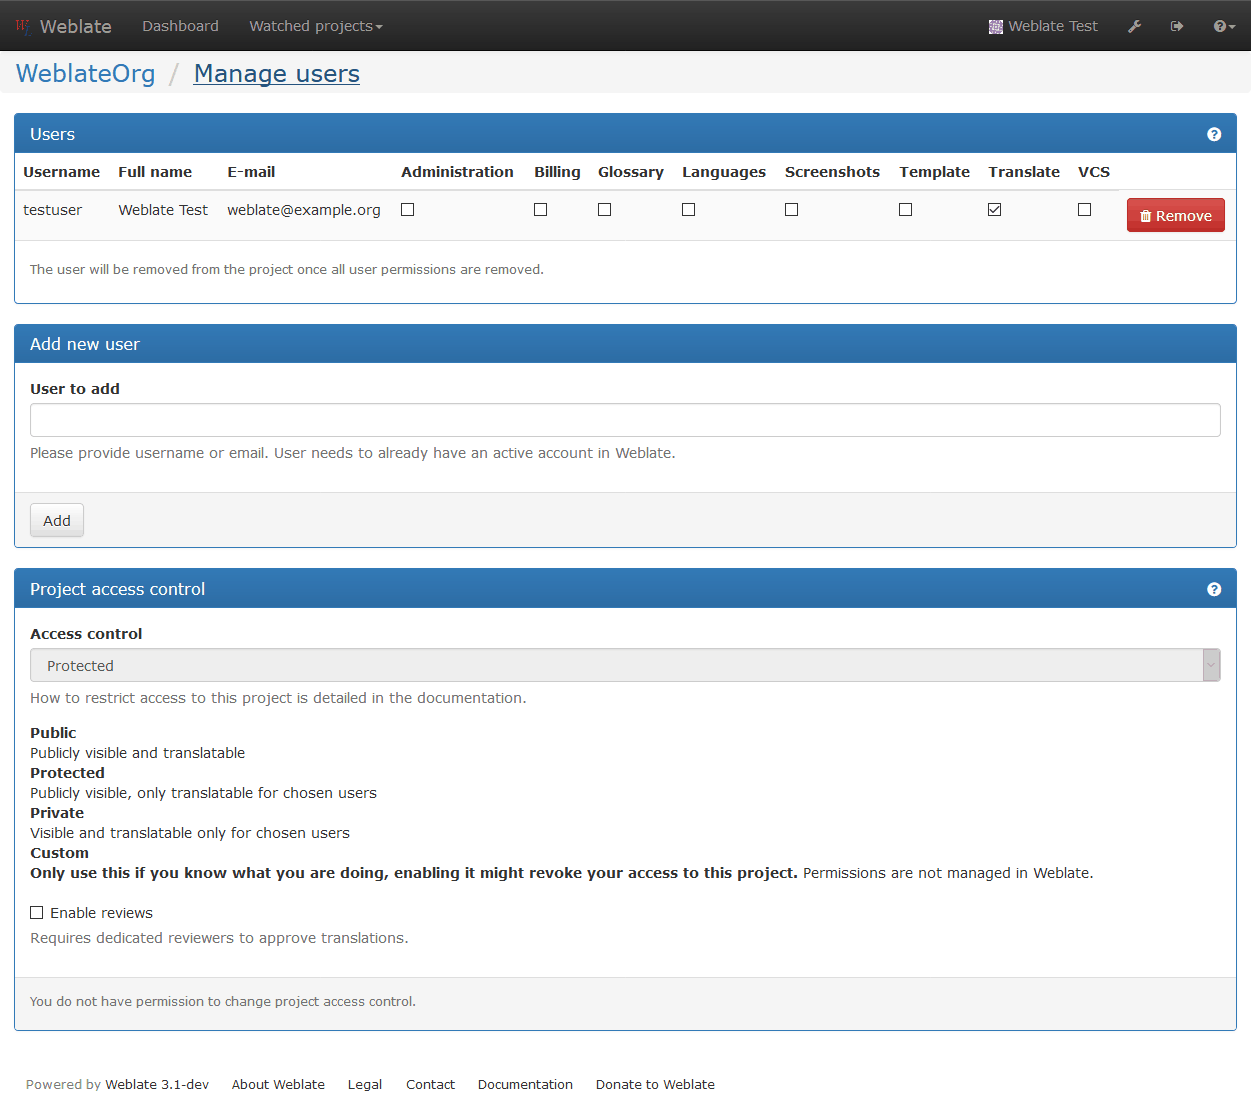 Weblate Dashboard Watched projects Weblate Test
WeblateOrg / Manage users
Users
Username Full name E-mail Administration Billing Glossary Languages Screenshots Template Translate VCS
testuser Weblate Test weblate@example.org Remove
The user will be removed from the project once all user permissions are removed.
Add new user
User to add
Please provide username or email. User needs to already have an active account in Weblate.
Add
Project access control
Access control
Protected
How to restrict access to this project is detailed in the documentation.
Public
Publicly visible and translatable
Protected
Publicly visible, only translatable for chosen users
Private
Visible and translatable only for chosen users
Custom
Only use this if you know what you are doing, enabling it might revoke your access to this project. Permissions are not managed in Weblate.
Enable reviews
Requires dedicated reviewers to approve translations.
You do not have permission to change project access control.
Powered by Weblate 3.1-dev About Weblate Legal Contact Documentation Donate to Weblate